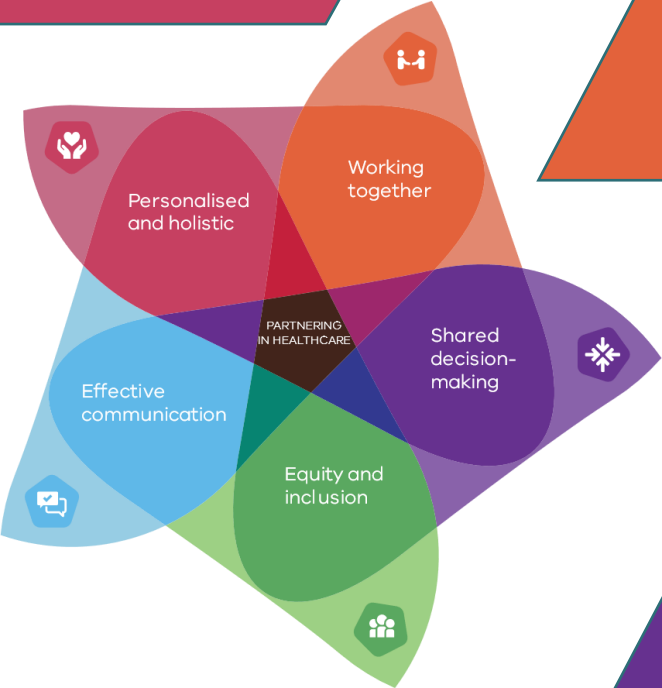 Working
together
Personalised
and holistic
PARTNERING
IN HEALTHCARE
Shared
decision-
making
Effective
communication
Equity and
inclusion